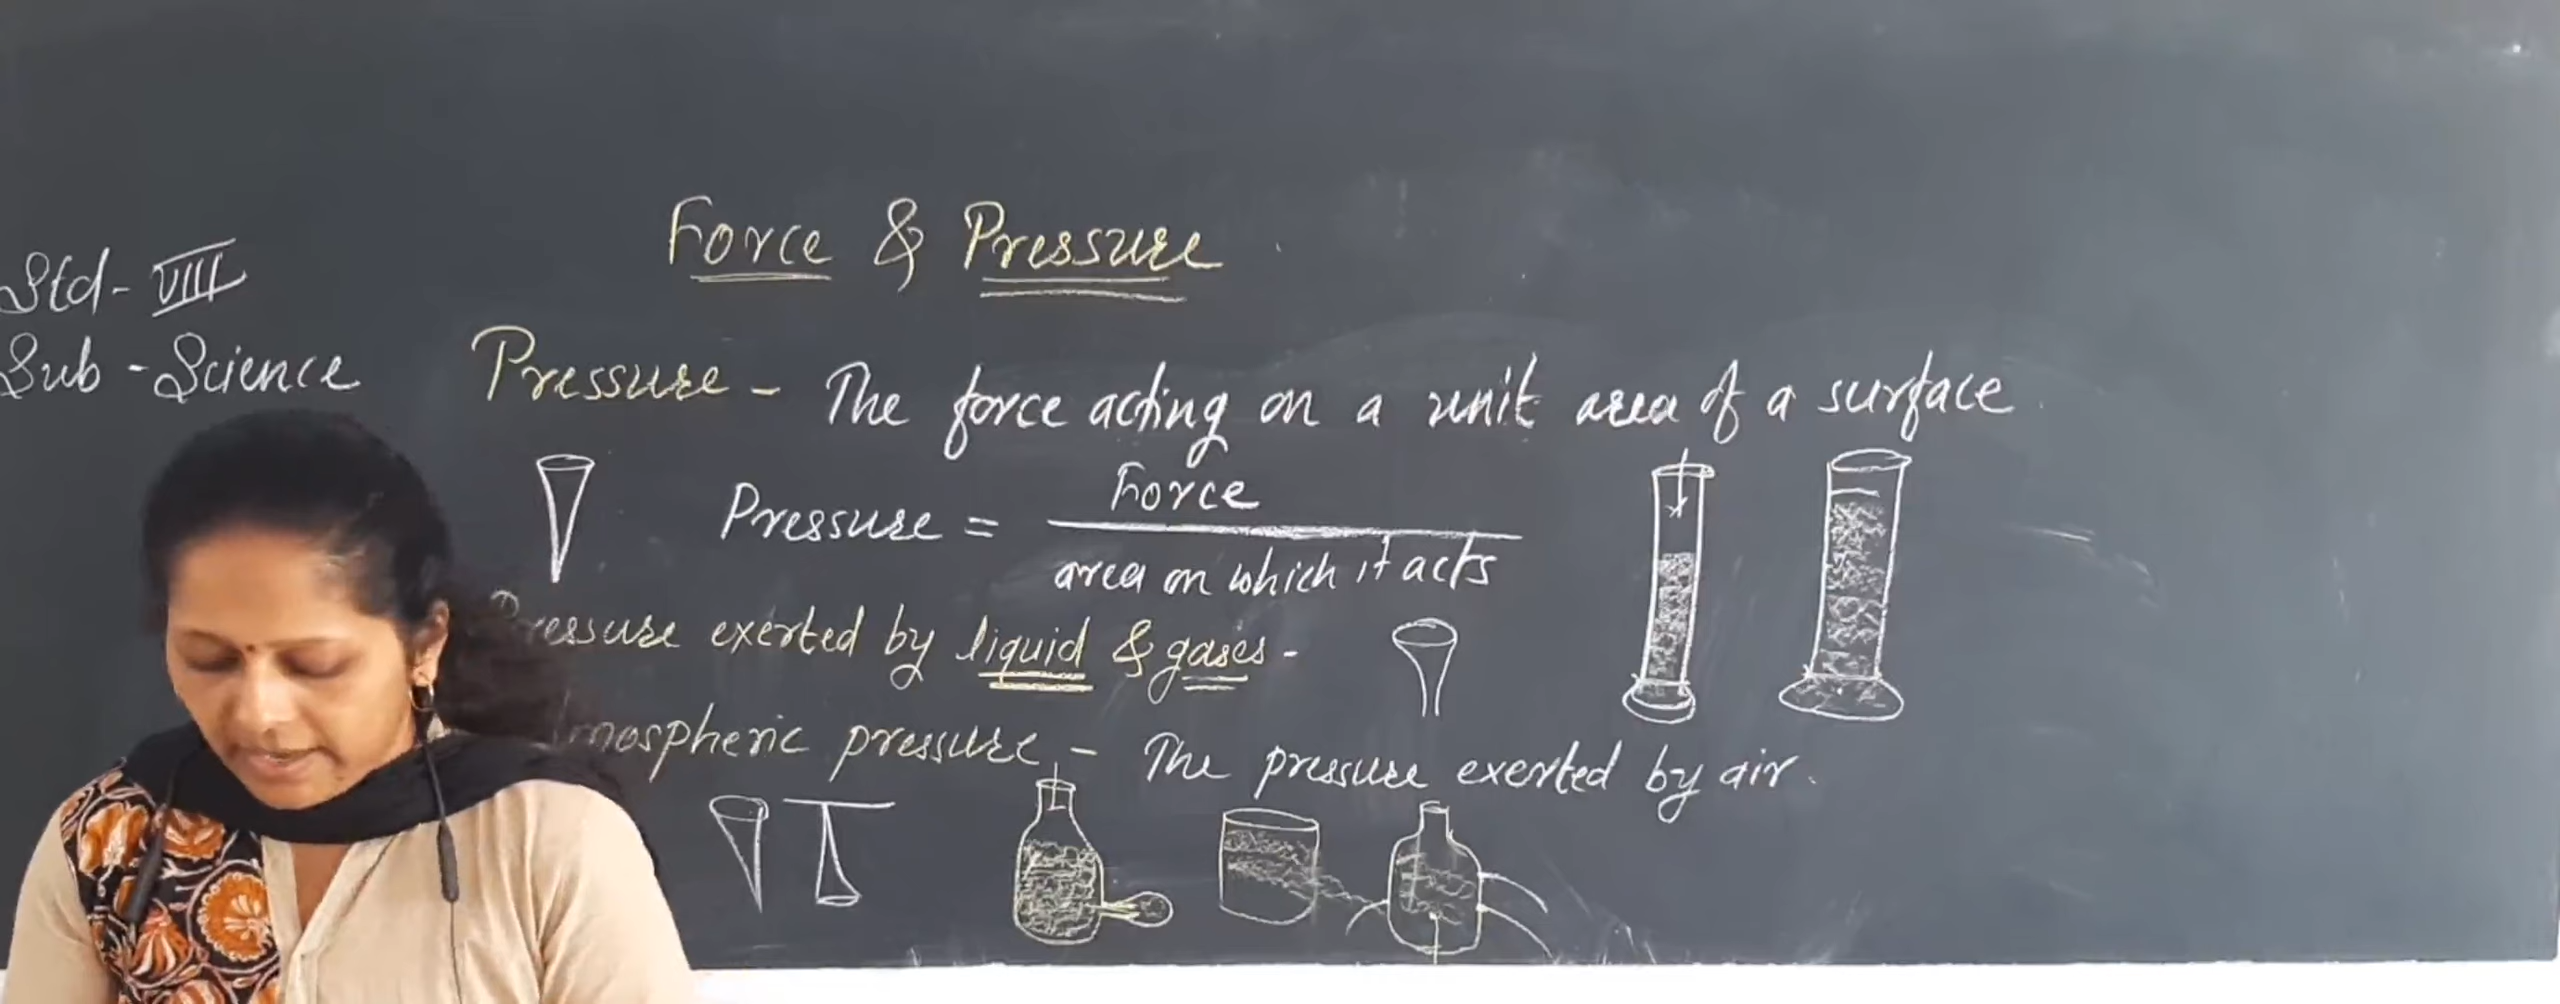 Force & Pressure
Std- VIII
Sub - Science
Pressure - The force acting on a unit area of a surface
Pressure = Force
area on which it acts
Pressure exerted by liquid & gases -
mospheric pressure - The pressure exerted by air.